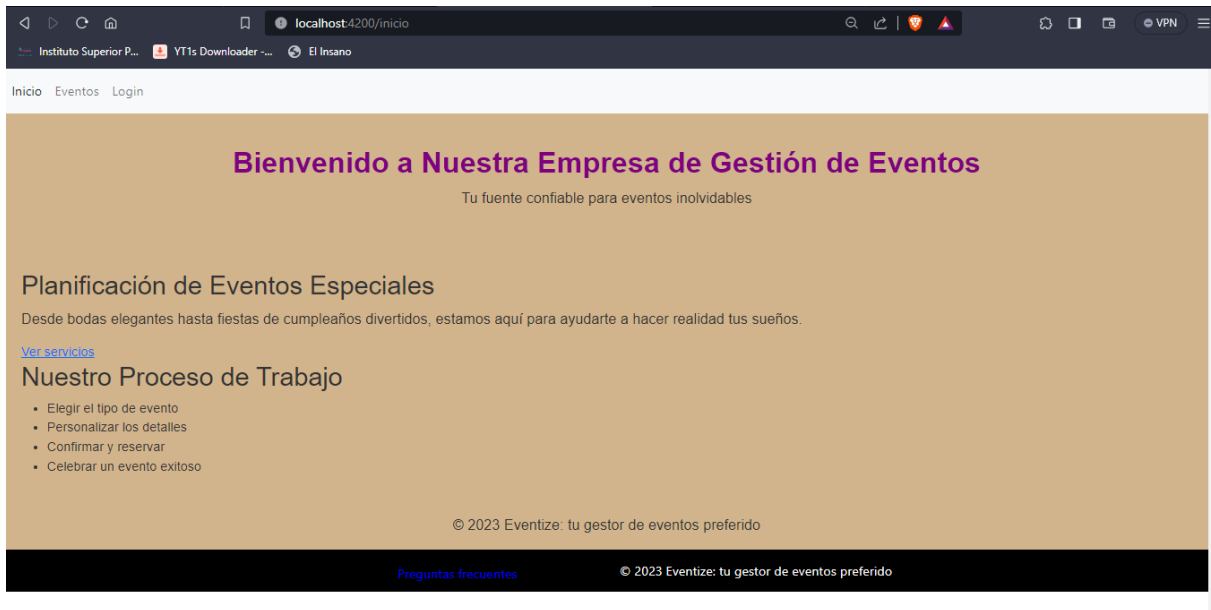 localhost:4200/inicio
VPN
Instituto Superior P... YT1s Downloader -... El Insano
Inicio Eventos Login
Bienvenido a Nuestra Empresa de Gestión de Eventos
Tu fuente confiable para eventos inolvidables
Planificación de Eventos Especiales
Desde bodas elegantes hasta fiestas de cumpleaños divertidos, estamos aquí para ayudarte a hacer realidad tus sueños.
Ver servicios
Nuestro Proceso de Trabajo
• Elegir el tipo de evento
• Personalizar los detalles
• Confirmar y reservar
• Celebrar un evento exitoso
© 2023 Eventize: tu gestor de eventos preferido
Preguntas frecuentes © 2023 Eventize: tu gestor de eventos preferido